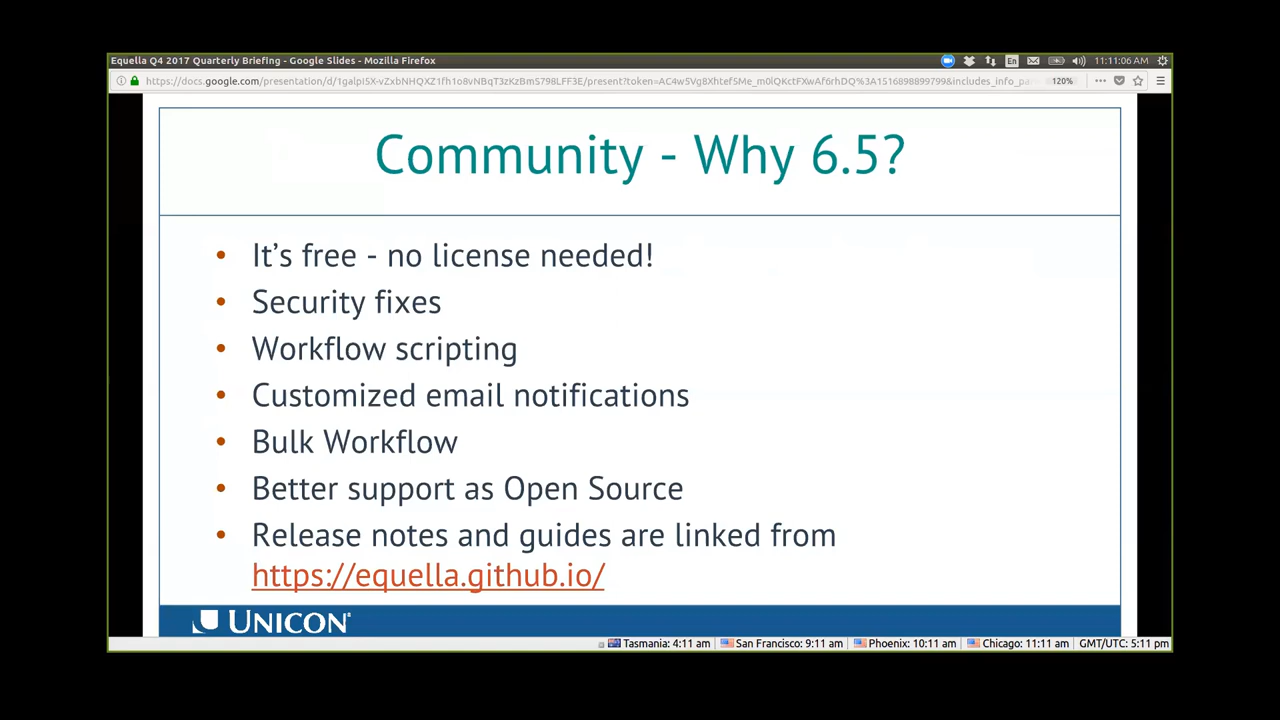 Equella Q4 2017 Quarterly Briefing - Google Slides - Mozilla Firefox
En
11:11:06 AM
120%
Community - Why 6.5?
• It's free - no license needed!
• Security fixes
• Workflow scripting
• Customized email notifications
• Bulk Workflow
• Better support as Open Source
• Release notes and guides are linked from
https://equella.github.io/
UNICON
Tasmania: 4:11 am San Francisco: 9:11 am Phoenix: 10:11 am Chicago: 11:11 am GMT/UTC: 5:11 pm